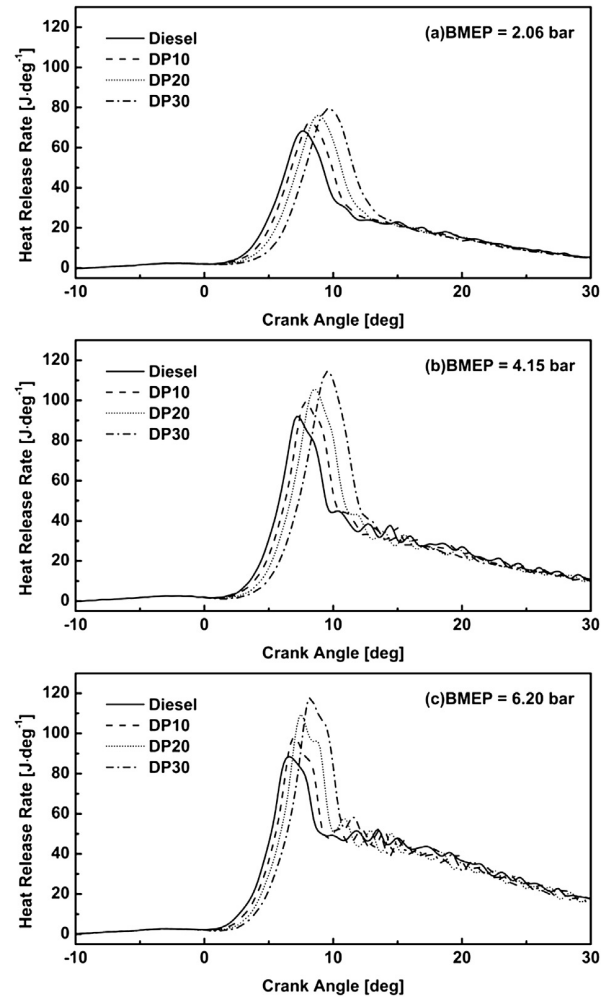 (a)BMEP = 2.06 bar
Diesel
DP10
DP20
DP30
Heat Release Rate [J·deg⁻¹]
120
100
80
60
40
20
0
-10 0 10 20 30
Crank Angle [deg]
(b)BMEP = 4.15 bar
Diesel
DP10
DP20
DP30
Heat Release Rate [J·deg⁻¹]
120
100
80
60
40
20
0
-10 0 10 20 30
Crank Angle [deg]
(c)BMEP = 6.20 bar
Diesel
DP10
DP20
DP30
Heat Release Rate [J·deg⁻¹]
120
100
80
60
40
20
0
-10 0 10 20 30
Crank Angle [deg]